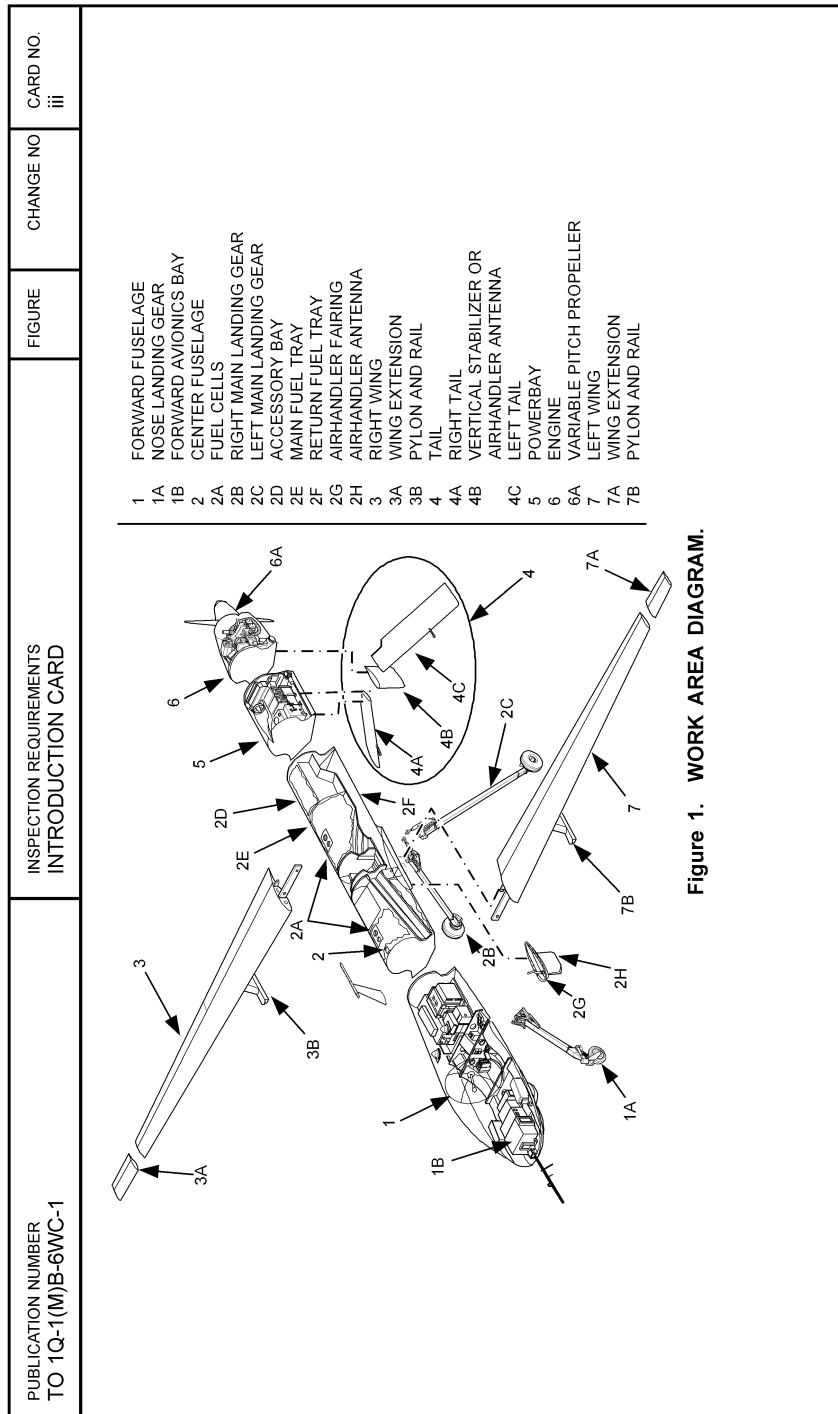 PUBLICATION NUMBER
TO 1Q-1(M)B-6WC-1
INSPECTION REQUIREMENTS
INTRODUCTION CARD
FIGURE
CHANGE NO
CARD NO.
iii
3A
3
3B
1B
1
1A
2
2A
2E
2D
2F
2B
2C
2G
2H
5
6
6A
4A
4B
4C
4
7B
7
7A
1 FORWARD FUSELAGE
1A NOSE LANDING GEAR
1B FORWARD AVIONICS BAY
2 CENTER FUSELAGE
2A FUEL CELLS
2B RIGHT MAIN LANDING GEAR
2C LEFT MAIN LANDING GEAR
2D ACCESSORY BAY
2E MAIN FUEL TRAY
2F RETURN FUEL TRAY
2G AIRHANDLER FAIRING
2H AIRHANDLER ANTENNA
3 RIGHT WING
3A WING EXTENSION
3B PYLON AND RAIL
4 TAIL
4A RIGHT TAIL
4B VERTICAL STABILIZER OR
AIRHANDLER ANTENNA
4C LEFT TAIL
5 POWERBAY
6 ENGINE
6A VARIABLE PITCH PROPELLER
7 LEFT WING
7A WING EXTENSION
7B PYLON AND RAIL
Figure 1. WORK AREA DIAGRAM.